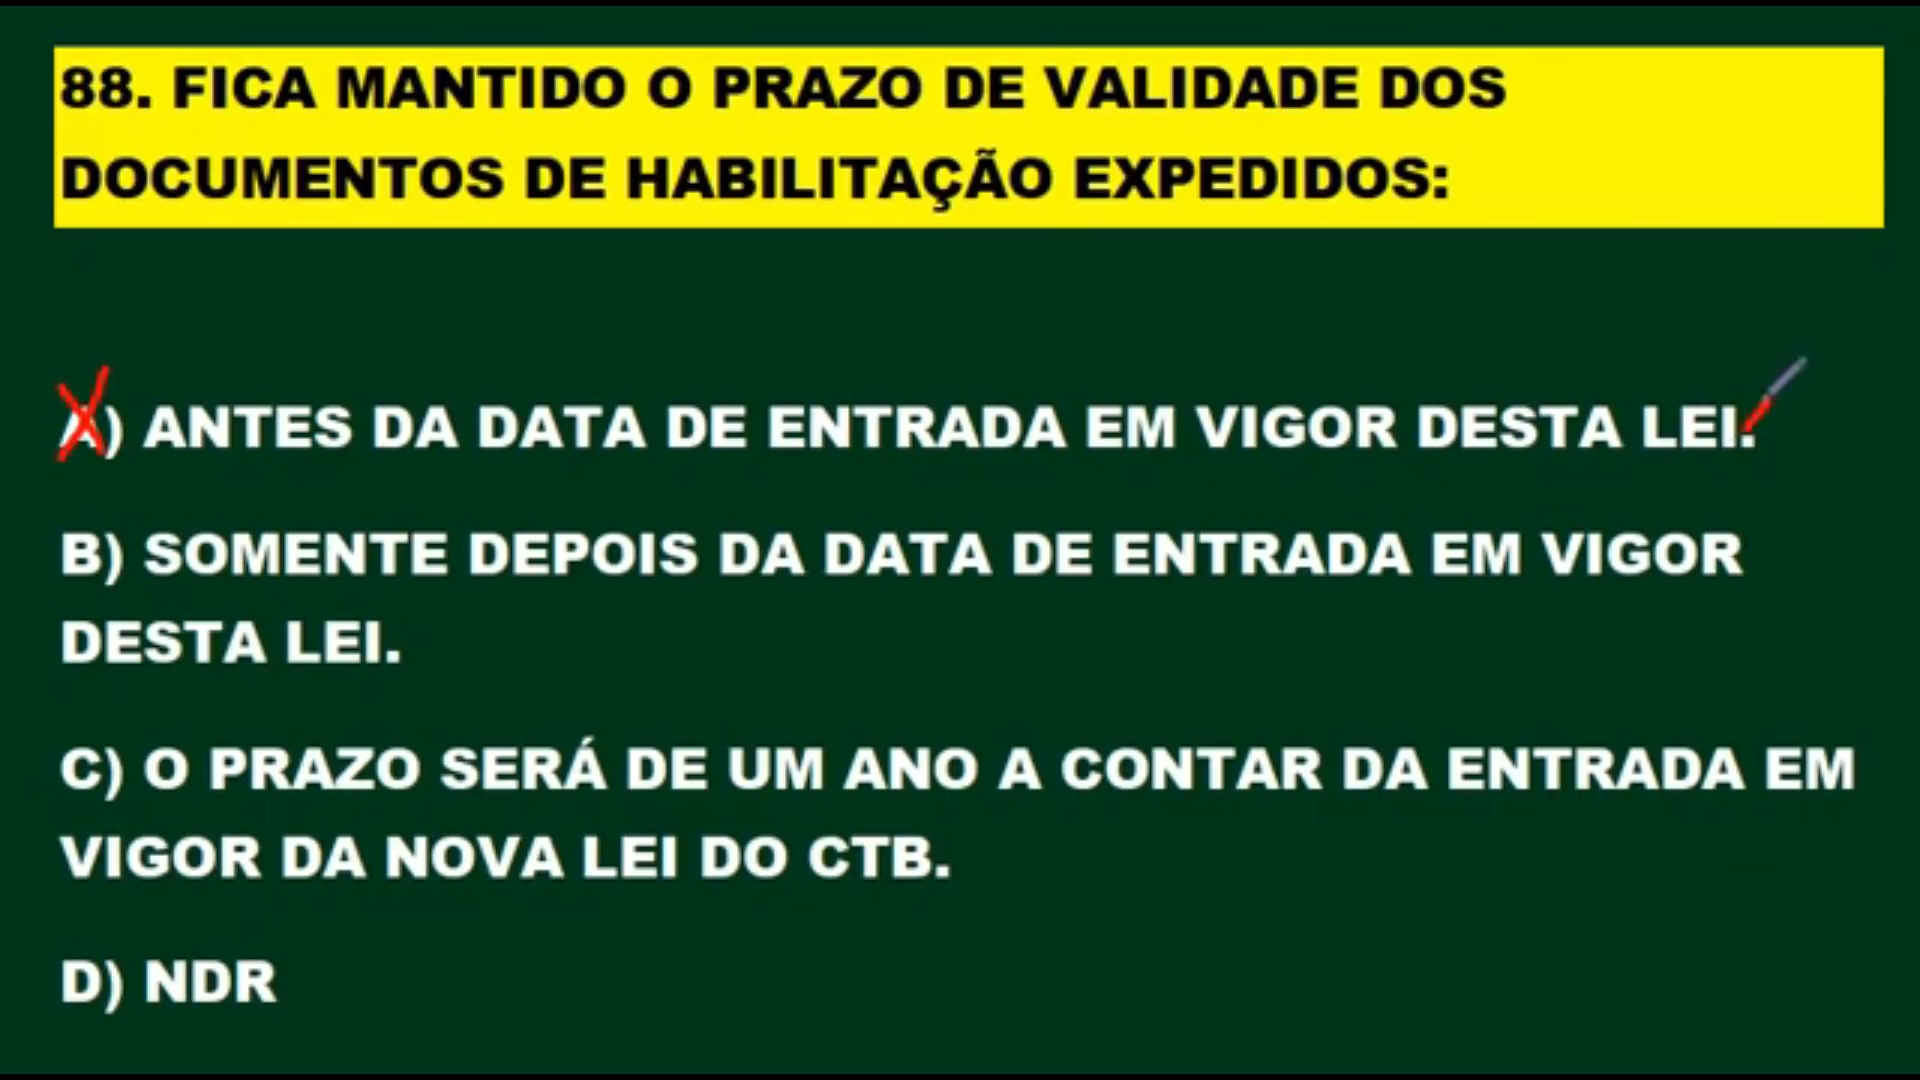 88. FICA MANTIDO O PRAZO DE VALIDADE DOS
DOCUMENTOS DE HABILITAÇÃO EXPEDIDOS:
A) ANTES DA DATA DE ENTRADA EM VIGOR DESTA LEI.
B) SOMENTE DEPOIS DA DATA DE ENTRADA EM VIGOR
DESTA LEI.
C) O PRAZO SERÁ DE UM ANO A CONTAR DA ENTRADA EM
VIGOR DA NOVA LEI DO CTB.
D) NDR